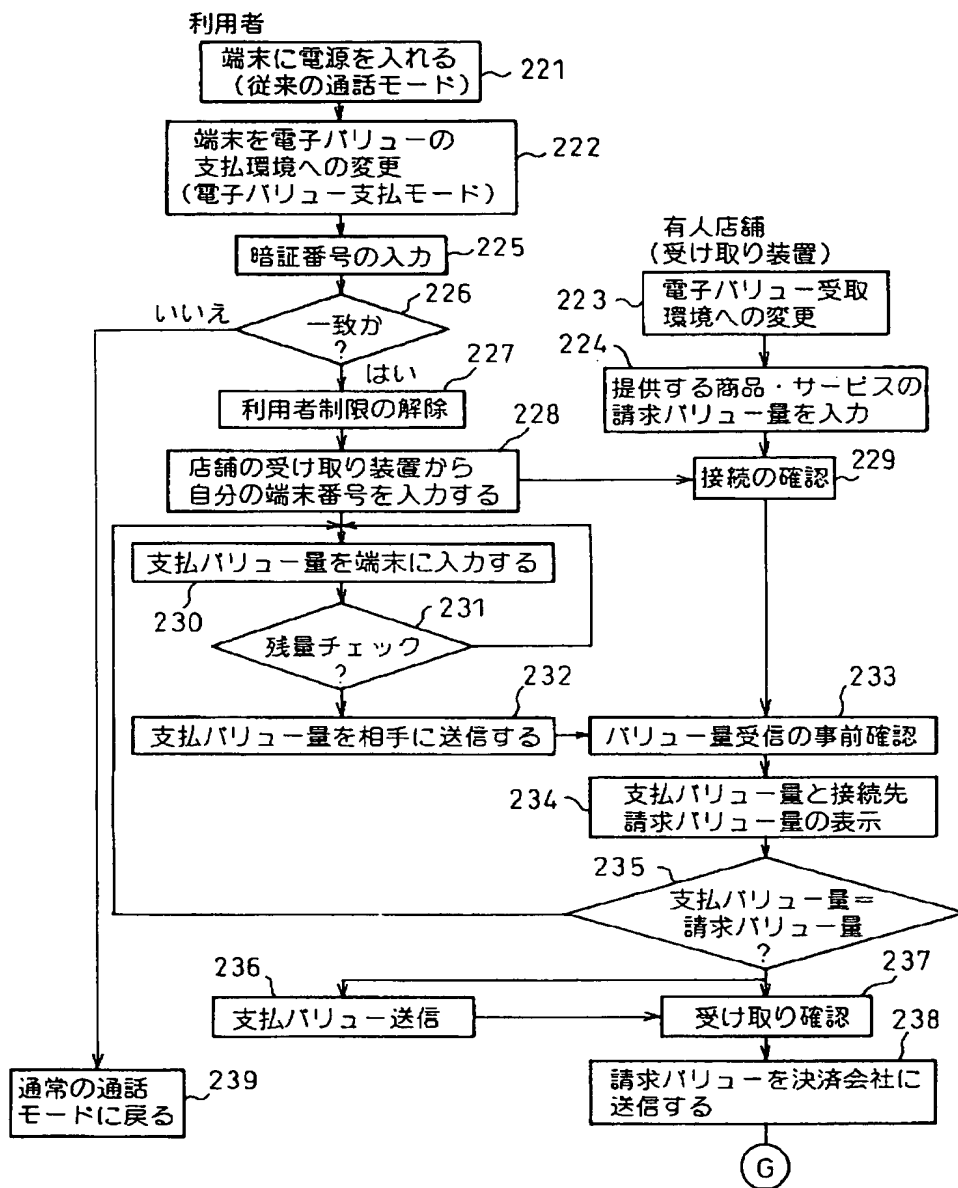 利用者
端末に電源を入れる
(従来の通話モード)
221
端末を電子バリューの
支払環境への変更
(電子バリュー支払モード)
222
暗証番号の入力
225
有人店舗
(受け取り装置)
223
電子バリュー受取
環境への変更
226
いいえ
一致か
?
はい
227
利用者制限の解除
224
提供する商品・サービスの
請求バリュー量を入力
228
店舗の受け取り装置から
自分の端末番号を入力する
接続の確認
229
支払バリュー量を端末に入力する
230
231
残量チェック
?
232
支払バリュー量を相手に送信する
233
バリュー量受信の事前確認
234
支払バリュー量と接続先
請求バリュー量の表示
235
支払バリュー量=
請求バリュー量
?
236
支払バリュー送信
237
受け取り確認
238
請求バリューを決済会社に
送信する
通常の通話
モードに戻る
239
G